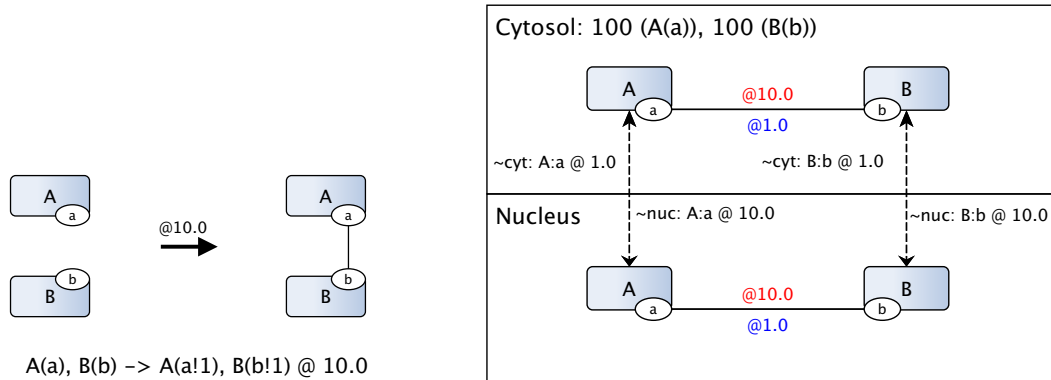 A
a
@10.0
b
B
A
a
b
B
A(a), B(b) –> A(a!1), B(b!1) @ 10.0
Cytosol: 100 (A(a)), 100 (B(b))
A
a
@10.0
@1.0
B
b
~cyt: A:a @ 1.0
~cyt: B:b @ 1.0
Nucleus
~nuc: A:a @ 10.0
~nuc: B:b @ 10.0
A
a
@10.0
@1.0
B
b